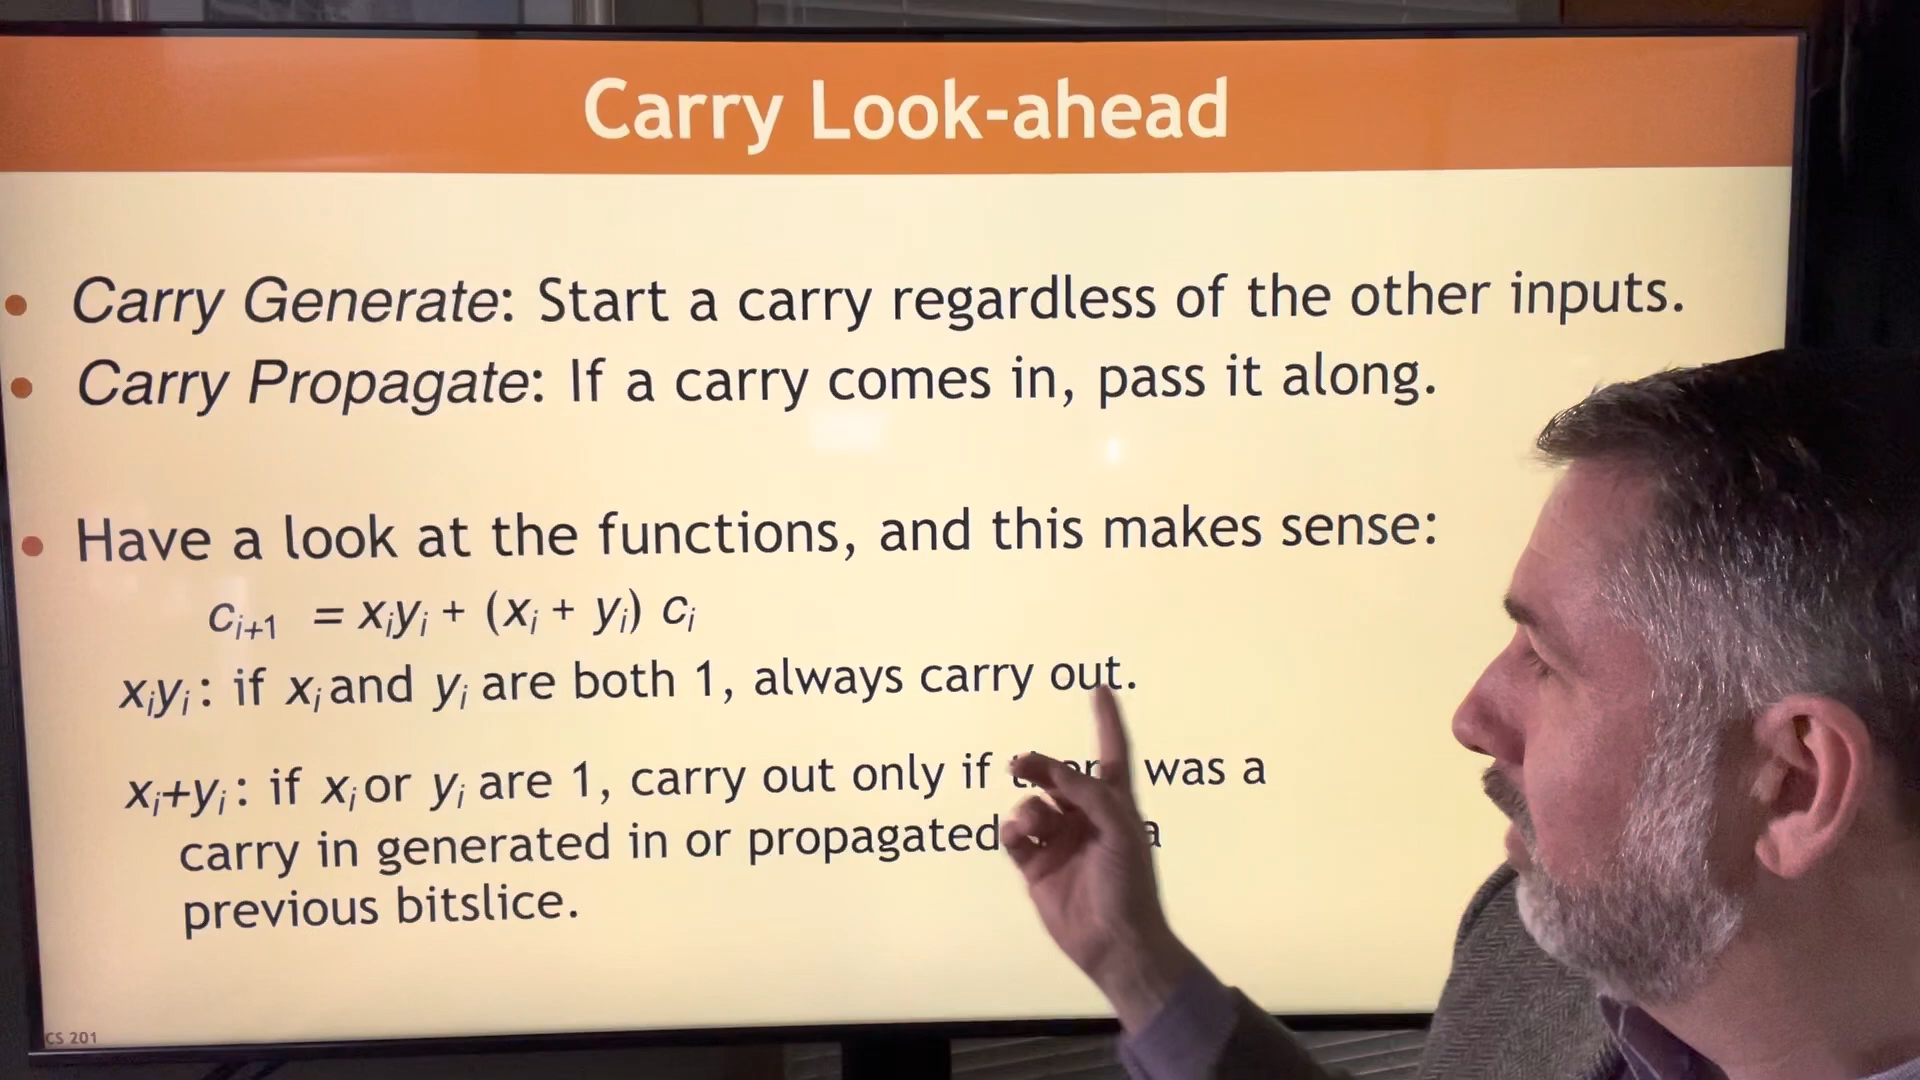 Carry Look-ahead
• Carry Generate: Start a carry regardless of the other inputs.
• Carry Propagate: If a carry comes in, pass it along.
• Have a look at the functions, and this makes sense:
cᵢ₊₁ = xᵢyᵢ + (xᵢ + yᵢ) cᵢ
xᵢyᵢ: if xᵢ and yᵢ are both 1, always carry out.
xᵢ+yᵢ: if xᵢ or yᵢ are 1, carry out only if was a
carry in generated in or propagated a
previous bitslice.
CS 201